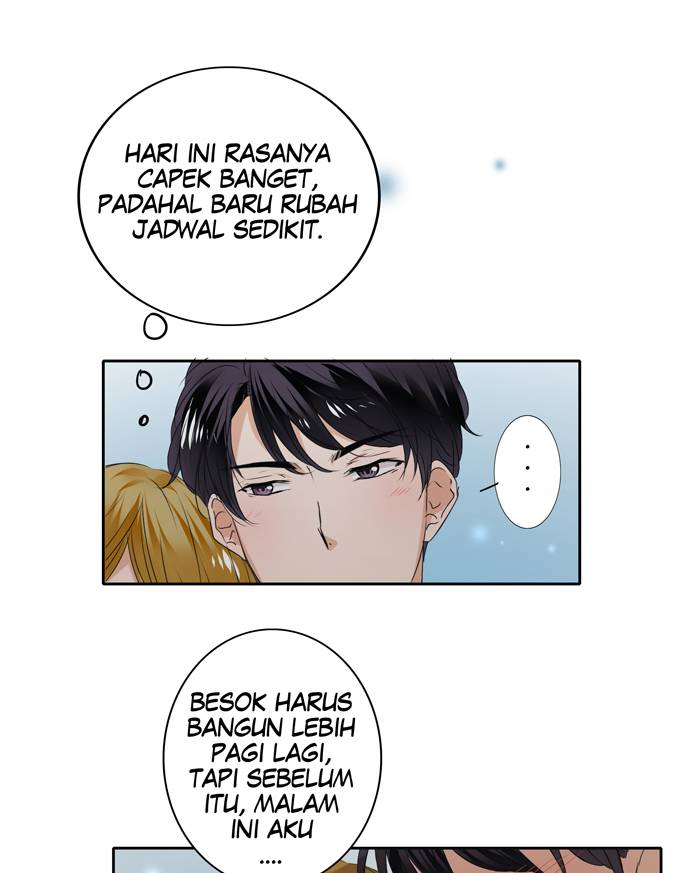 HARI INI RASANYA
CAPEK BANGET,
PADAHAL BARU RUBAH
JADWAL SEDIKIT.
...
BESOK HARUS
BANGUN LEBIH
PAGI LAGI,
TAPI SEBELUM
ITU, MALAM
INI AKU
....